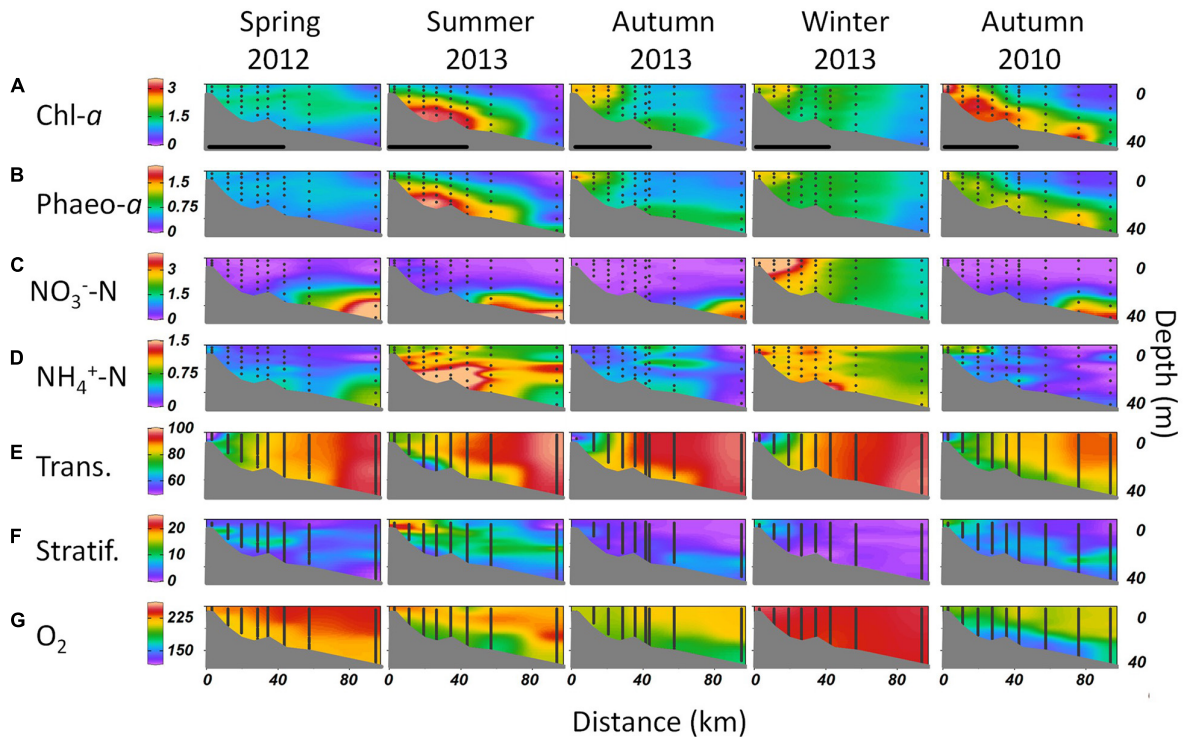 Spring 2012
Summer 2013
Autumn 2013
Winter 2013
Autumn 2010
A
Chl-a
3
1.5
0
0
40
B
Phaeo-a
1.5
0.75
0
0
40
C
NO₃⁻-N
3
1.5
0
0
40
D
NH₄⁺-N
1.5
0.75
0
0
40
E
Trans.
100
80
60
0
40
F
Stratif.
20
10
0
0
40
G
O₂
225
150
0
40
Depth (m)
0 40 80
0 40 80
0 40 80
0 40 80
0 40 80
Distance (km)